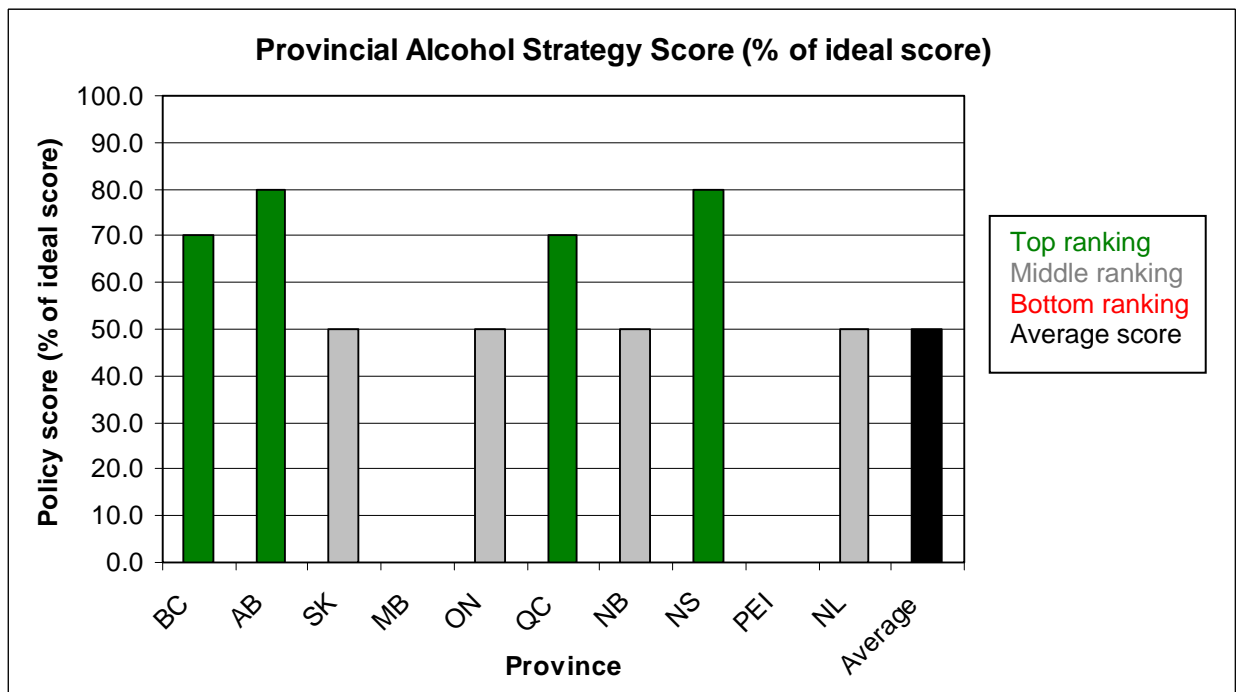 Provincial Alcohol Strategy Score (% of ideal score)
Policy score (% of ideal score)
100.0
90.0
80.0
70.0
60.0
50.0
40.0
30.0
20.0
10.0
0.0
BC AB SK MB ON QC NB NS PEI NL Average
Province
Top ranking
Middle ranking
Bottom ranking
Average score